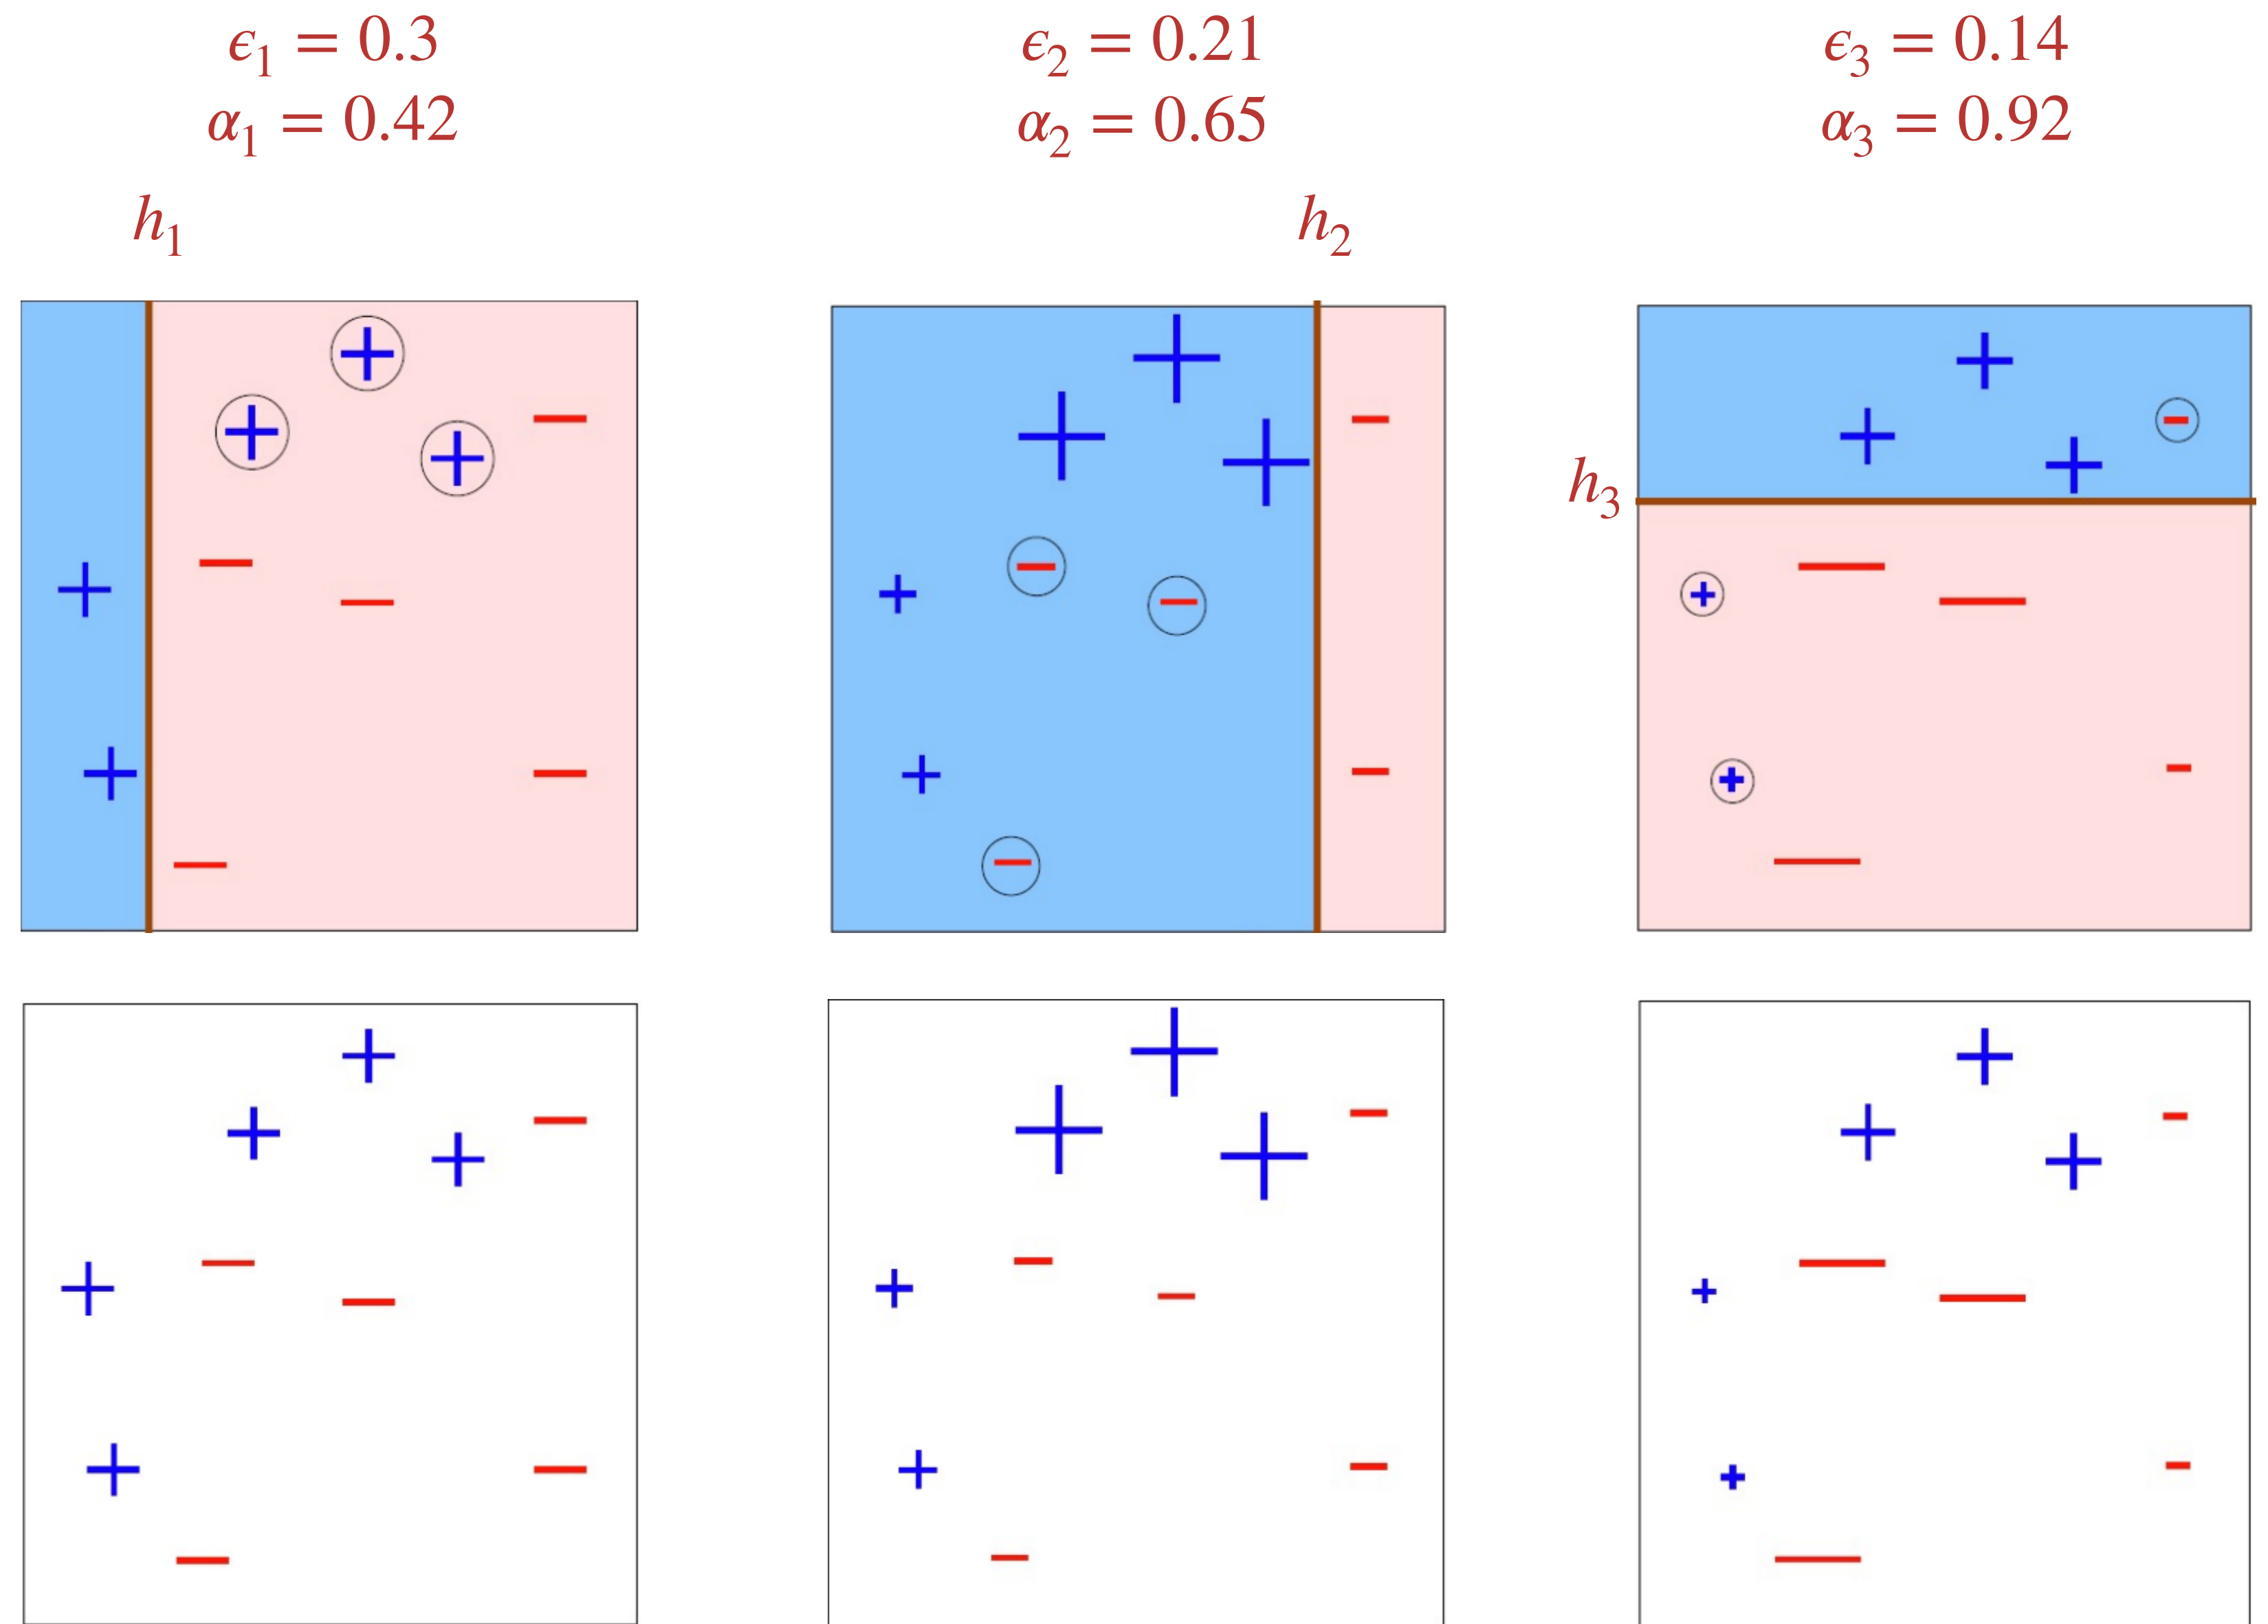 ϵ₁ = 0.3
α₁ = 0.42
h₁
ϵ₂ = 0.21
α₂ = 0.65
h₂
ϵ₃ = 0.14
α₃ = 0.92
h₃